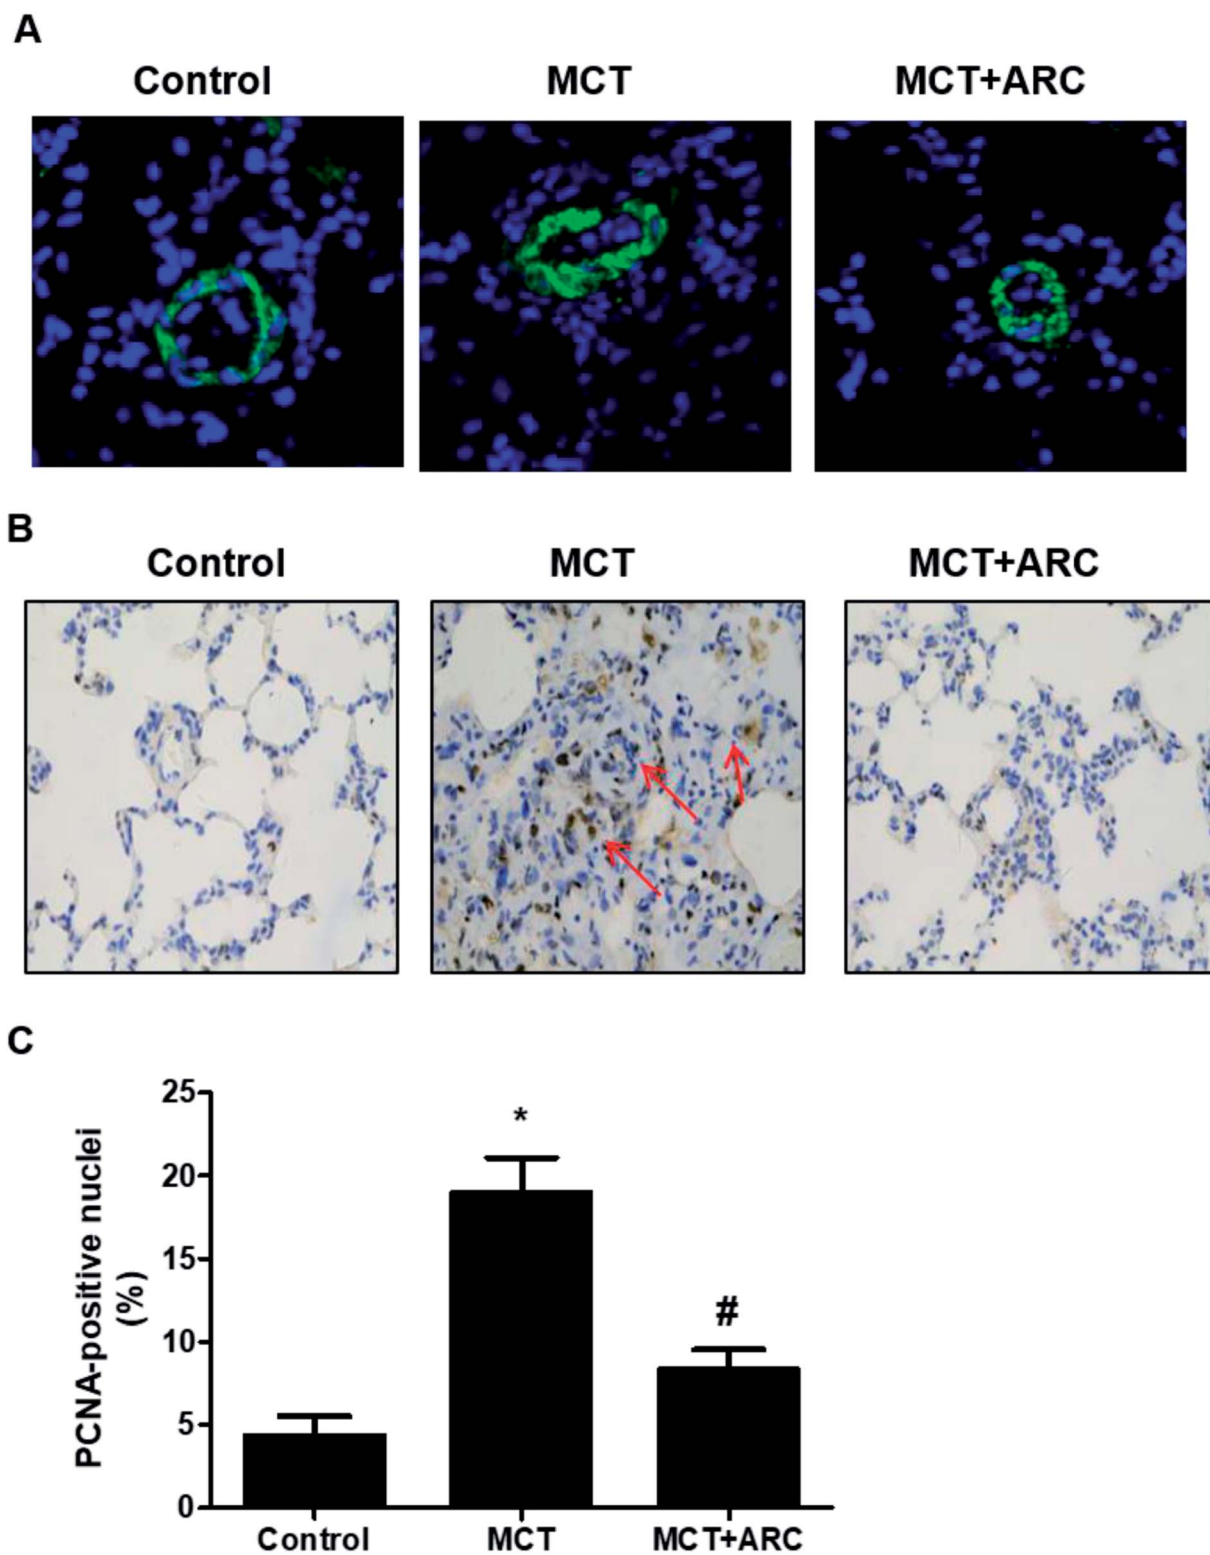 A
Control MCT MCT+ARC
B
Control MCT MCT+ARC
C
PCNA-positive nuclei
(%)
25
20
15
10
5
0
*
#
Control MCT MCT+ARC